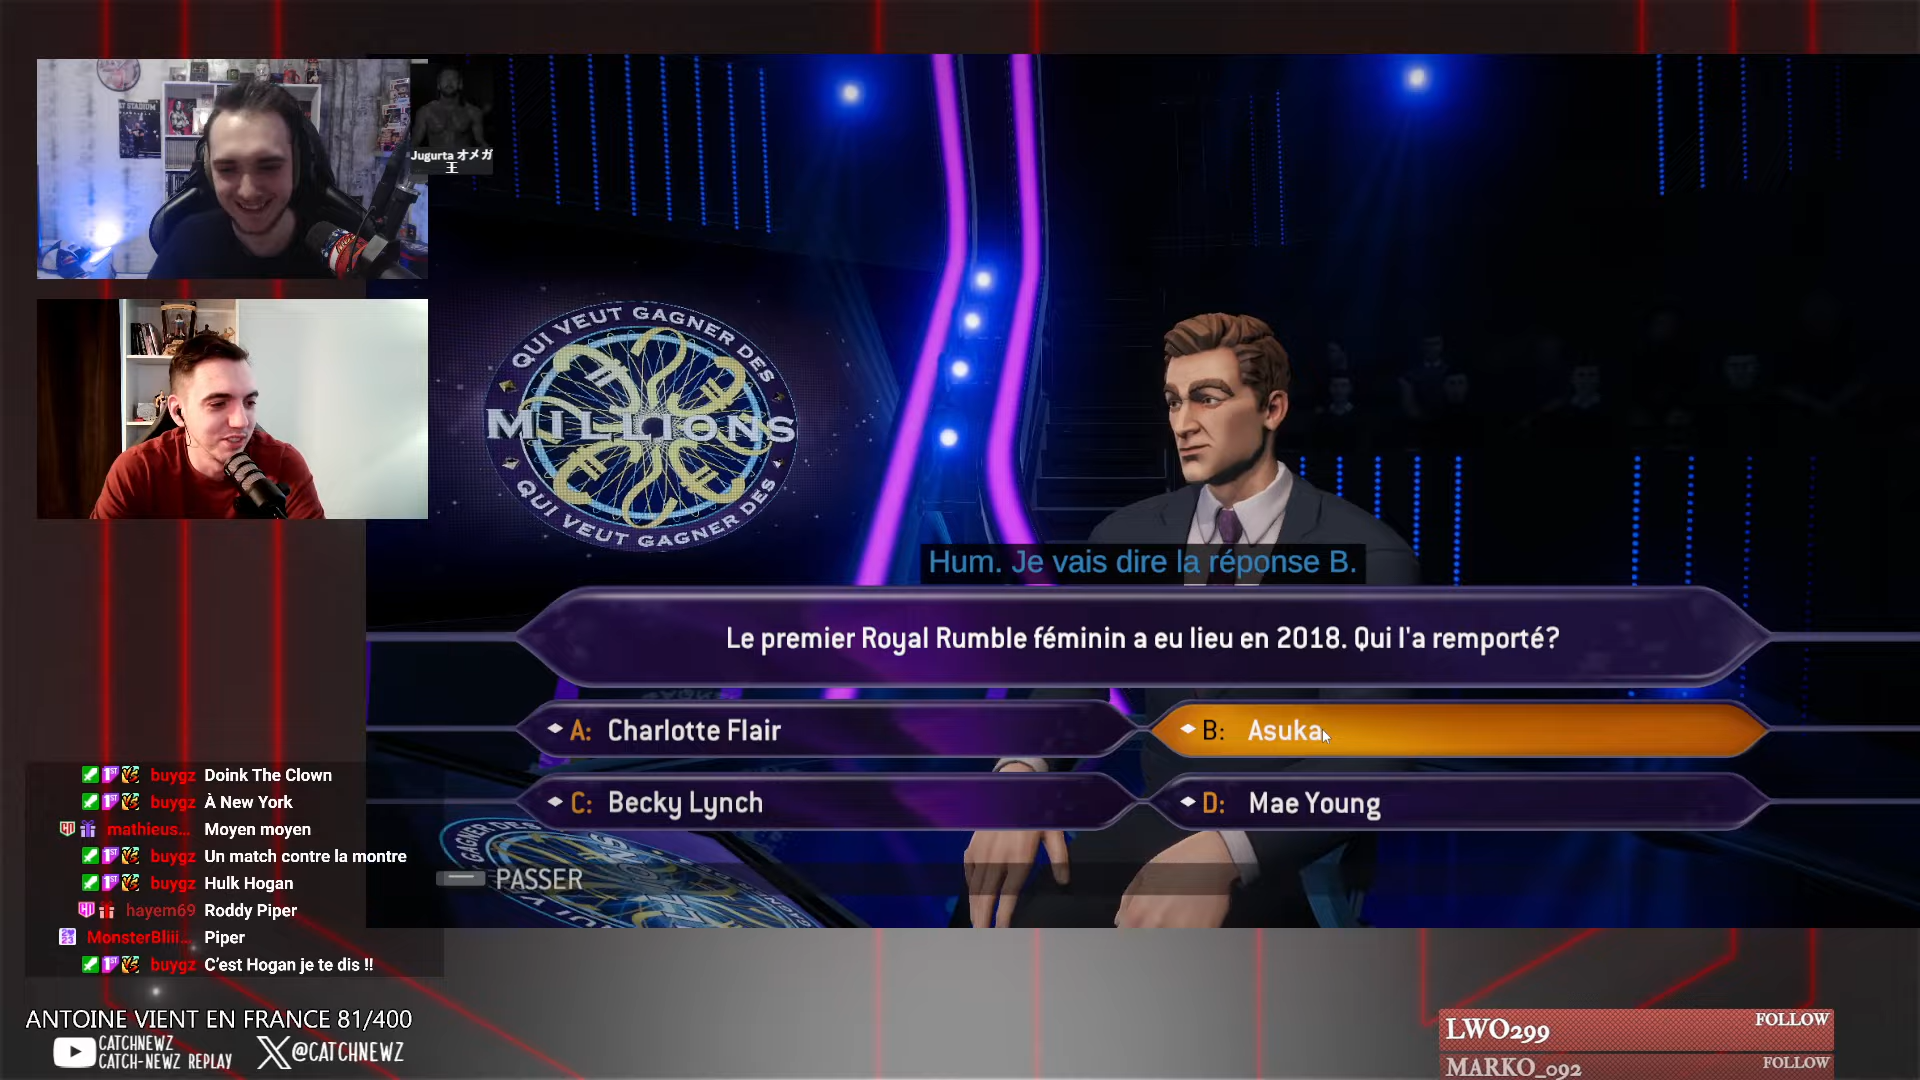 Jugurta オメガ
王
QUI VEUT GAGNER DES
MILLIONS
QUI VEUT GAGNER DES
Hum. Je vais dire la réponse B.
Le premier Royal Rumble féminin a eu lieu en 2018. Qui l'a remporté?
A: Charlotte Flair
B: Asuka
C: Becky Lynch
D: Mae Young
PASSER
buygz Doink The Clown
buygz À New York
mathieus... Moyen moyen
buygz Un match contre la montre
buygz Hulk Hogan
hayem69 Roddy Piper
MonsterBliii... Piper
buygz C'est Hogan je te dis !!
ANTOINE VIENT EN FRANCE 81/400
CATCHNEWZ
CATCH-NEWZ REPLAY
X@CATCHNEWZ
LWO299 FOLLOW
MARKO_092 FOLLOW